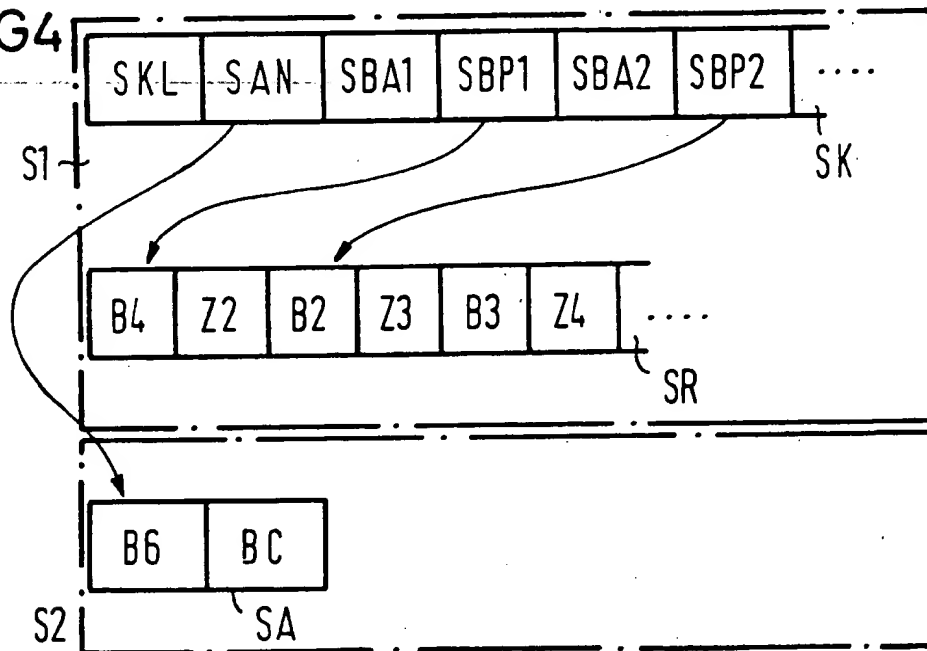 G4
SKL SAN SBA1 SBP1 SBA2 SBP2 ....
S1 SK
B4 Z2 B2 Z3 B3 Z4 ....
SR
B6 BC
S2 SA